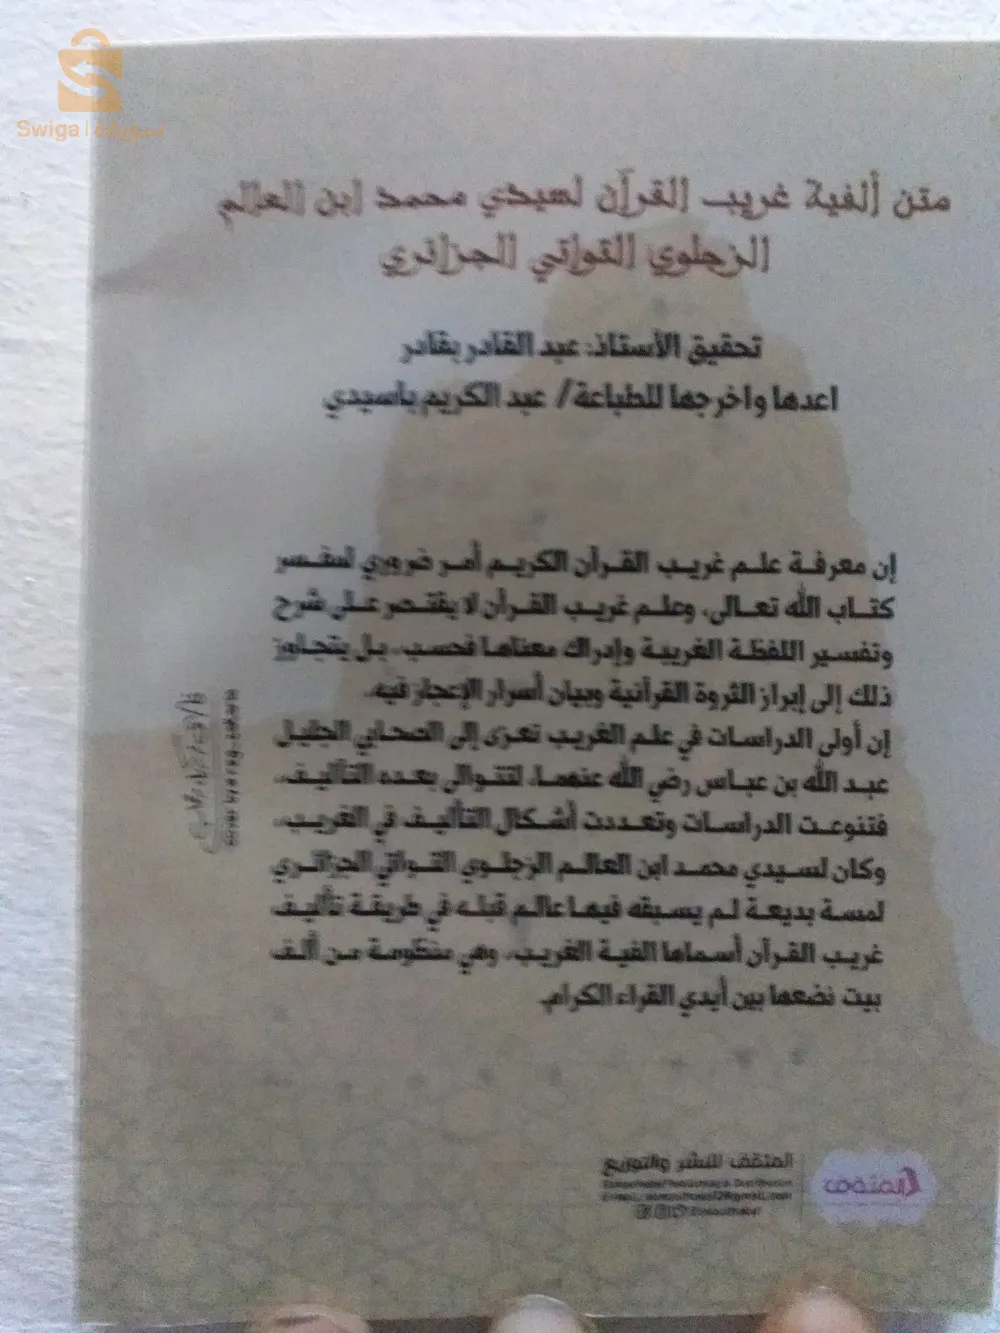 Swiga | سويقة
متن ألفية غريب القرآن لسيدي محمد ابن العالم
الزجلوي التواتي الجزائري
تحقيق الأستاذ: عبد القادر بقادر
اعدها واخرجها للطباعة/ عبد الكريم باسيدي
إن معرفة علم غريب القرآن الكريم أمر ضروري لمفسر
كتاب الله تعالى، وعلم غريب القرآن لا يقتصر على شرح
وتفسير اللفظة الغريبة وإدراك معناها فحسب، بل يتجاوز
ذلك إلى إبراز الثروة القرآنية وبيان أسرار الإعجاز فيه.
إن أولى الدراسات في علم الغريب تعزى إلى الصحابي الجليل
عبد الله بن عباس رضي الله عنهما، لتتوالى بعده التآليف،
فتنوعت الدراسات وتعددت أشكال التأليف في الغريب،
وكان لسيدي محمد ابن العالم الزجلوي التواتي الجزائري
لمسة بديعة لم يسبقه فيها عالم قبله في طريقة تأليف
غريب القرآن أسماها الفية الغريب، وهي منظومة من ألف
بيت نضعها بين أيدي القراء الكرام.
المثقف للنشر والتوزيع
المثقف